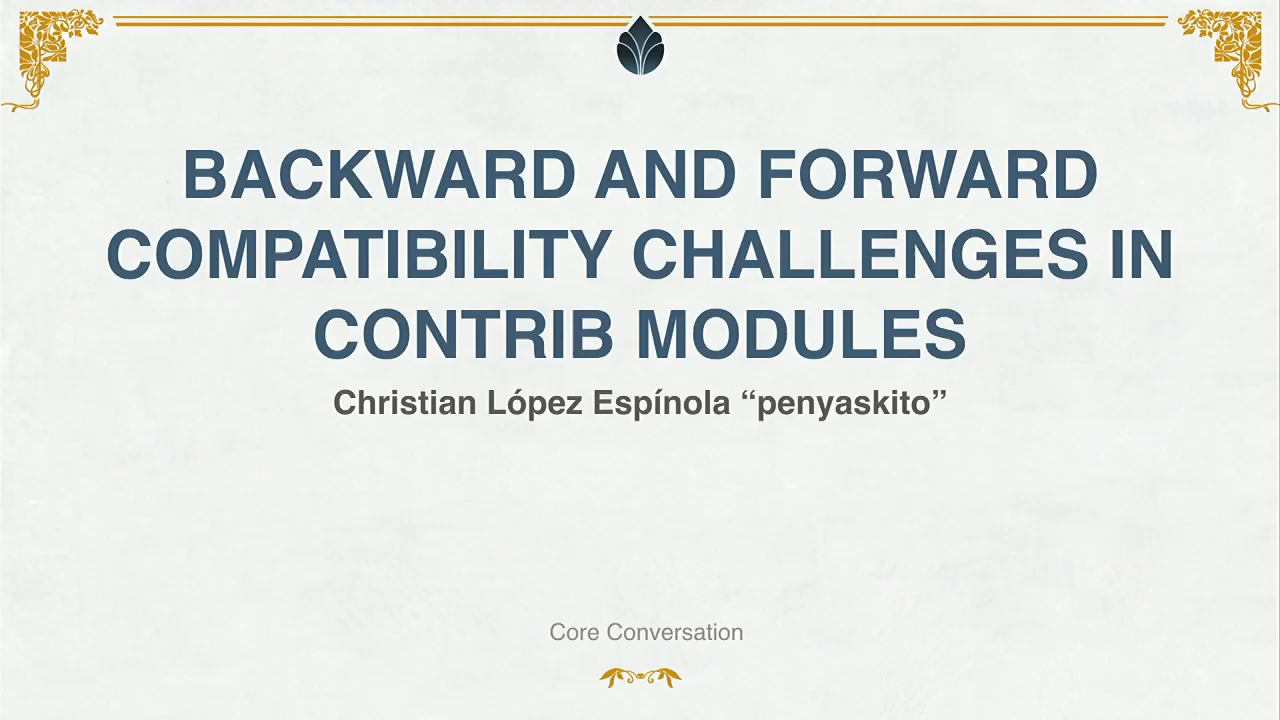 BACKWARD AND FORWARD
COMPATIBILITY CHALLENGES IN
CONTRIB MODULES
Christian López Espínola “penyaskito”
Core Conversation